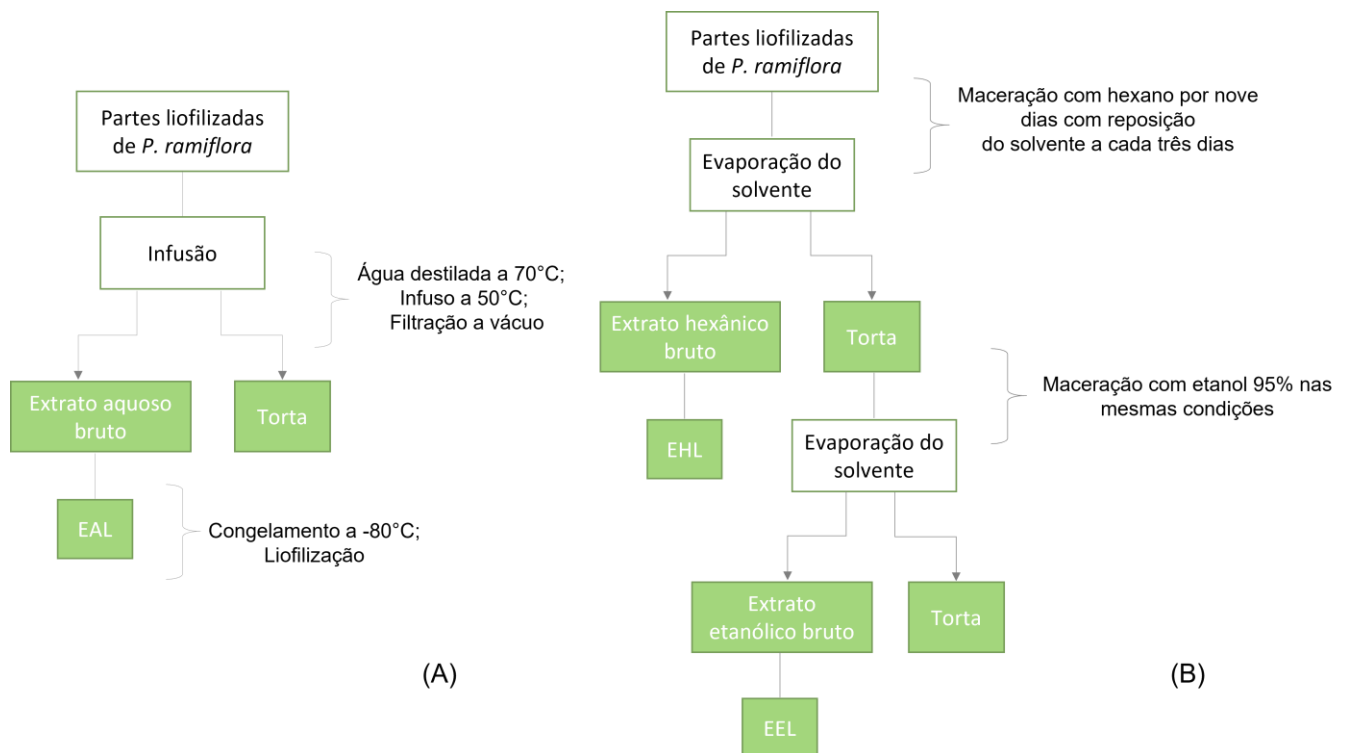 Partes liofilizadas
de P. ramiflora
Infusão
Água destilada a 70°C;
Infuso a 50°C;
Filtração a vácuo
Extrato aquoso
bruto
Torta
EAL
Congelamento a -80°C;
Liofilização
(A)
Partes liofilizadas
de P. ramiflora
Maceração com hexano por nove
dias com reposição
do solvente a cada três dias
Evaporação do
solvente
Extrato hexânico
bruto
Torta
Maceração com etanol 95% nas
mesmas condições
EHL
Evaporação do
solvente
Extrato
etanólico bruto
Torta
EEL
(B)